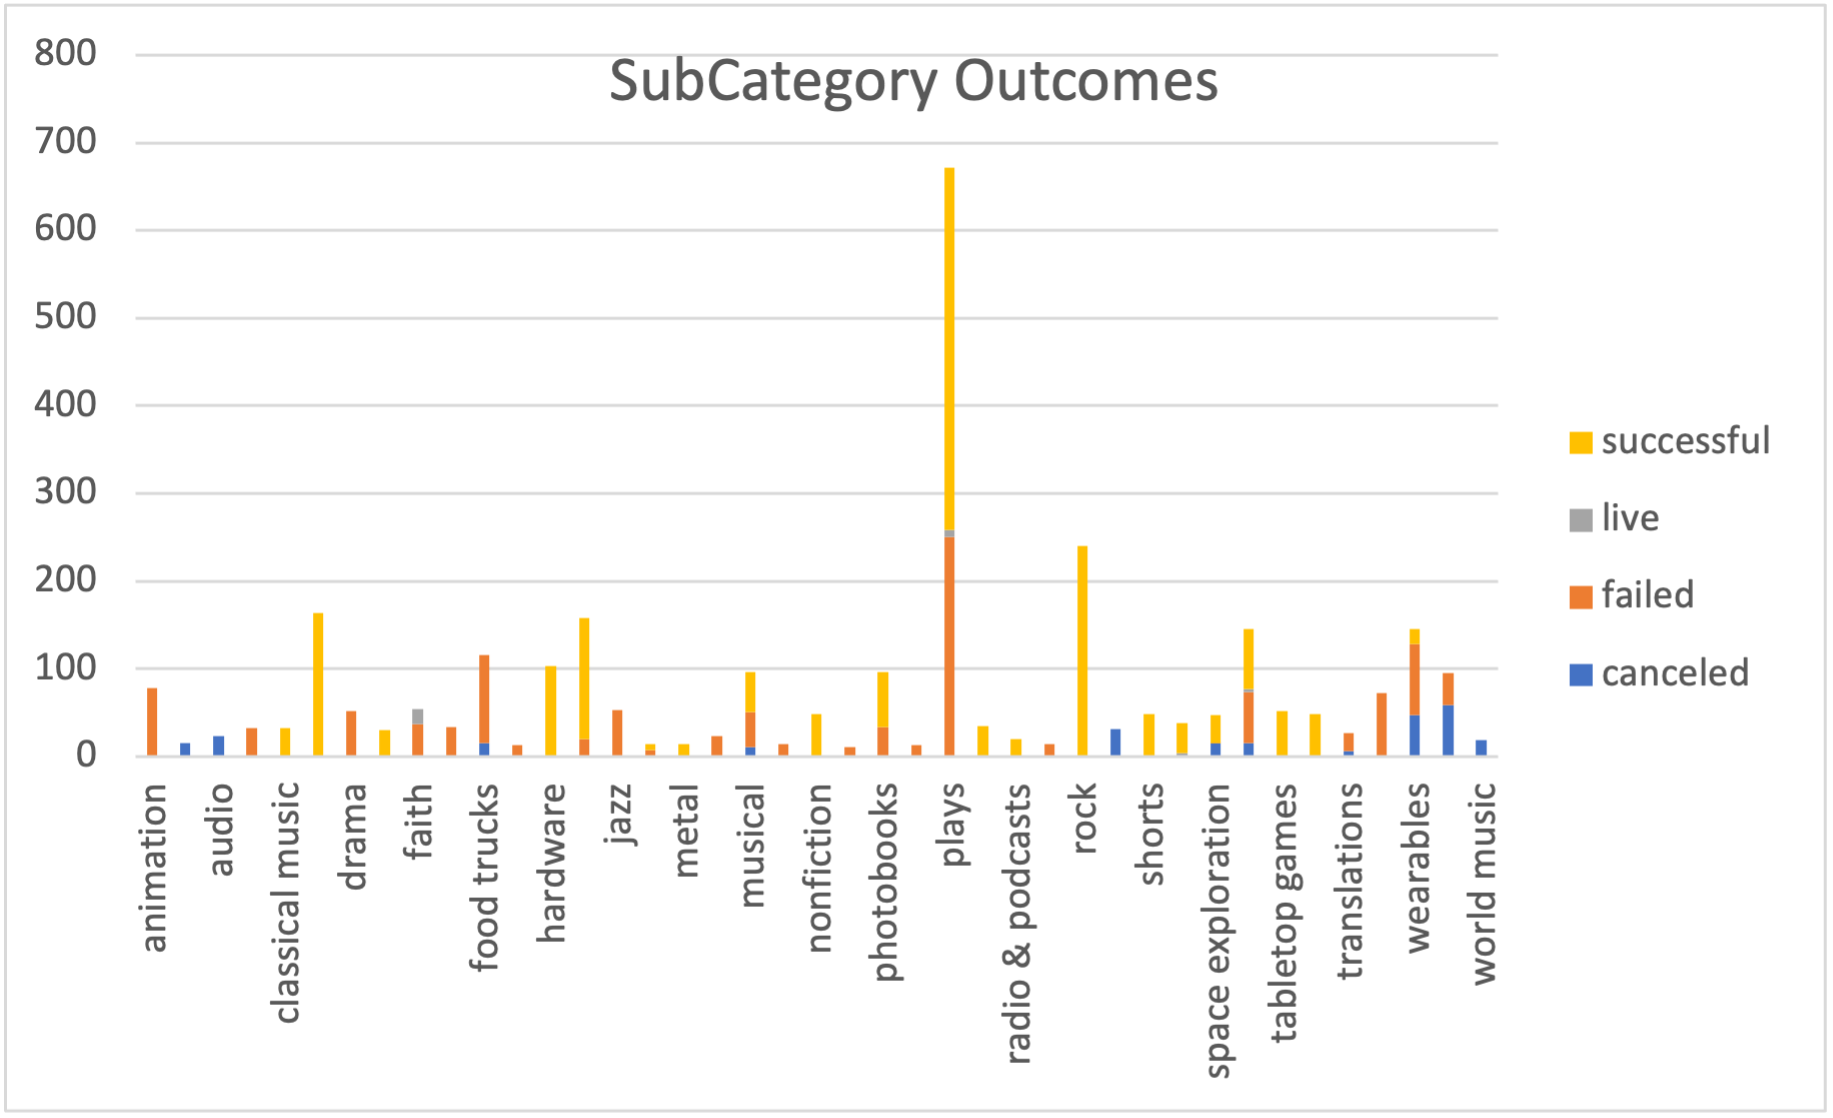 SubCategory Outcomes
800
700
600
500
400
300
200
100
0
animation
audio
classical music
drama
faith
food trucks
hardware
jazz
metal
musical
nonfiction
photobooks
plays
radio & podcasts
rock
shorts
space exploration
tabletop games
translations
wearables
world music
successful
live
failed
canceled